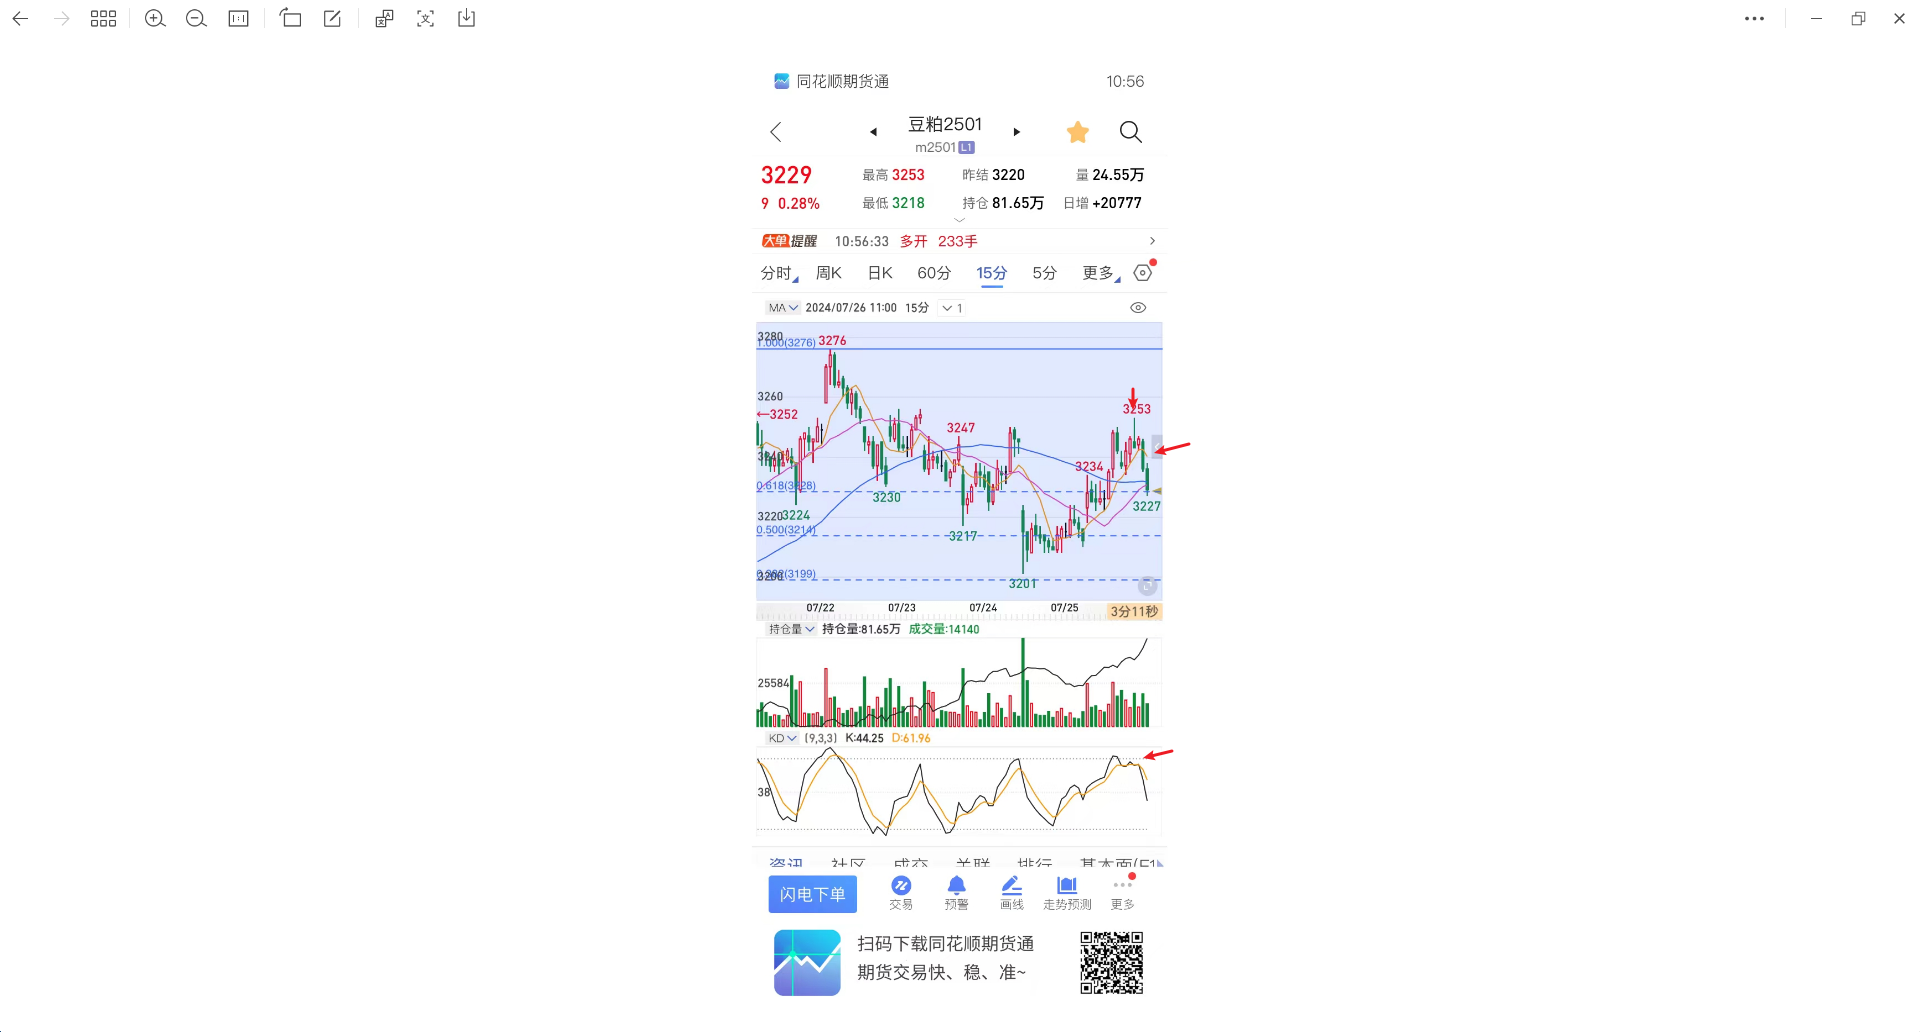 同花顺期货通 10:56
豆粕2501
m2501 L1
3229 最高 3253 昨结 3220 量 24.55万
9 0.28% 最低 3218 持仓 81.65万 日增 +20777
大单提醒 10:56:33 多开 233手
分时 周K 日K 60分 15分 5分 更多
MA 2024/07/26 11:00 15分 1
3280 3276
1.000(3276)
3260
3253
←3252
3247
3240
3234
0.618(3228)
3230
3227
3220 3224
0.500(3214)
3217
(3199)
3200
3201
07/22 07/23 07/24 07/25 3分11秒
持仓量 持仓量:81.65万 成交量:14140
25584
KD (9,3,3) K:44.25 D:61.96
38
资讯 社区 成交 关联 排行 基本面(F1
闪电下单 交易 预警 画线 走势预测 更多
扫码下载同花顺期货通
期货交易快、稳、准~